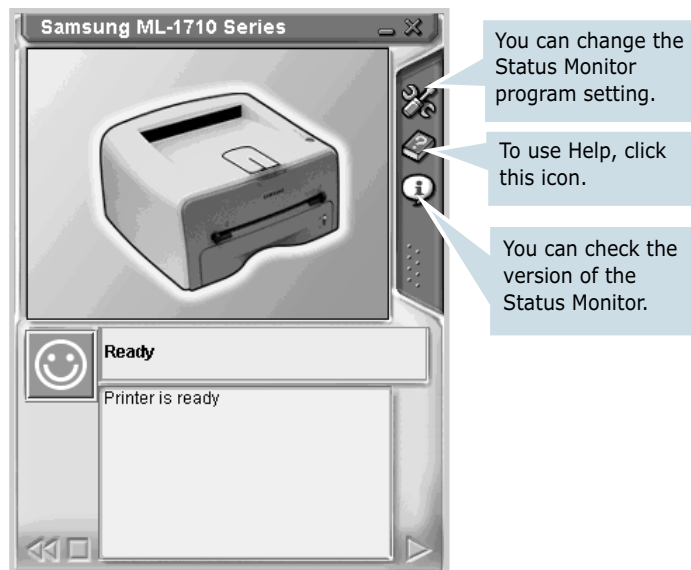 Samsung ML-1710 Series
You can change the
Status Monitor
program setting.
To use Help, click
this icon.
You can check the
version of the
Status Monitor.
Ready
Printer is ready